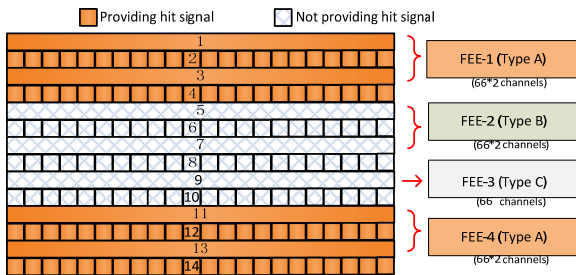 Providing hit signal
Not providing hit signal
1
2
3
4
5
6
7
8
9
10
11
12
13
14
FEE-1 (Type A)
(66*2 channels)
FEE-2 (Type B)
(66*2 channels)
FEE-3 (Type C)
(66 channels)
FEE-4 (Type A)
(66*2 channels)